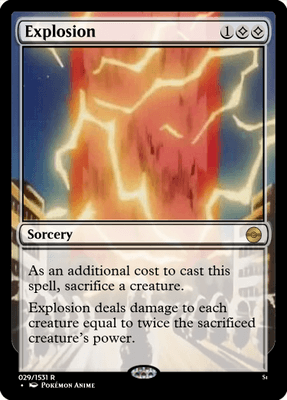 Explosion 1
Sorcery
As an additional cost to cast this
spell, sacrifice a creature.
Explosion deals damage to each
creature equal to twice the sacrificed
creature's power.
029/1531 R
• Pokémon Anime